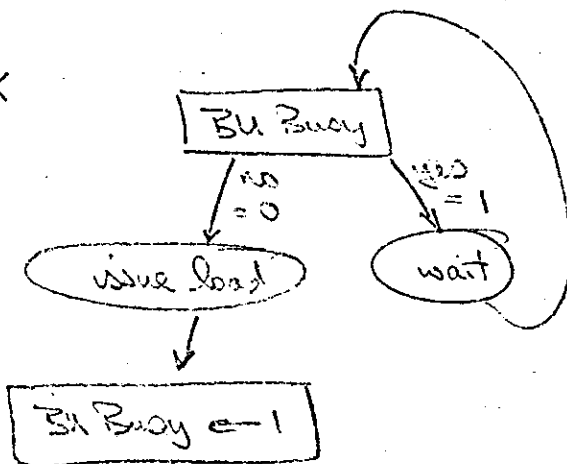 BU Busy
no
= 0
yes
= 1
issue load
wait
BU Busy ← 1